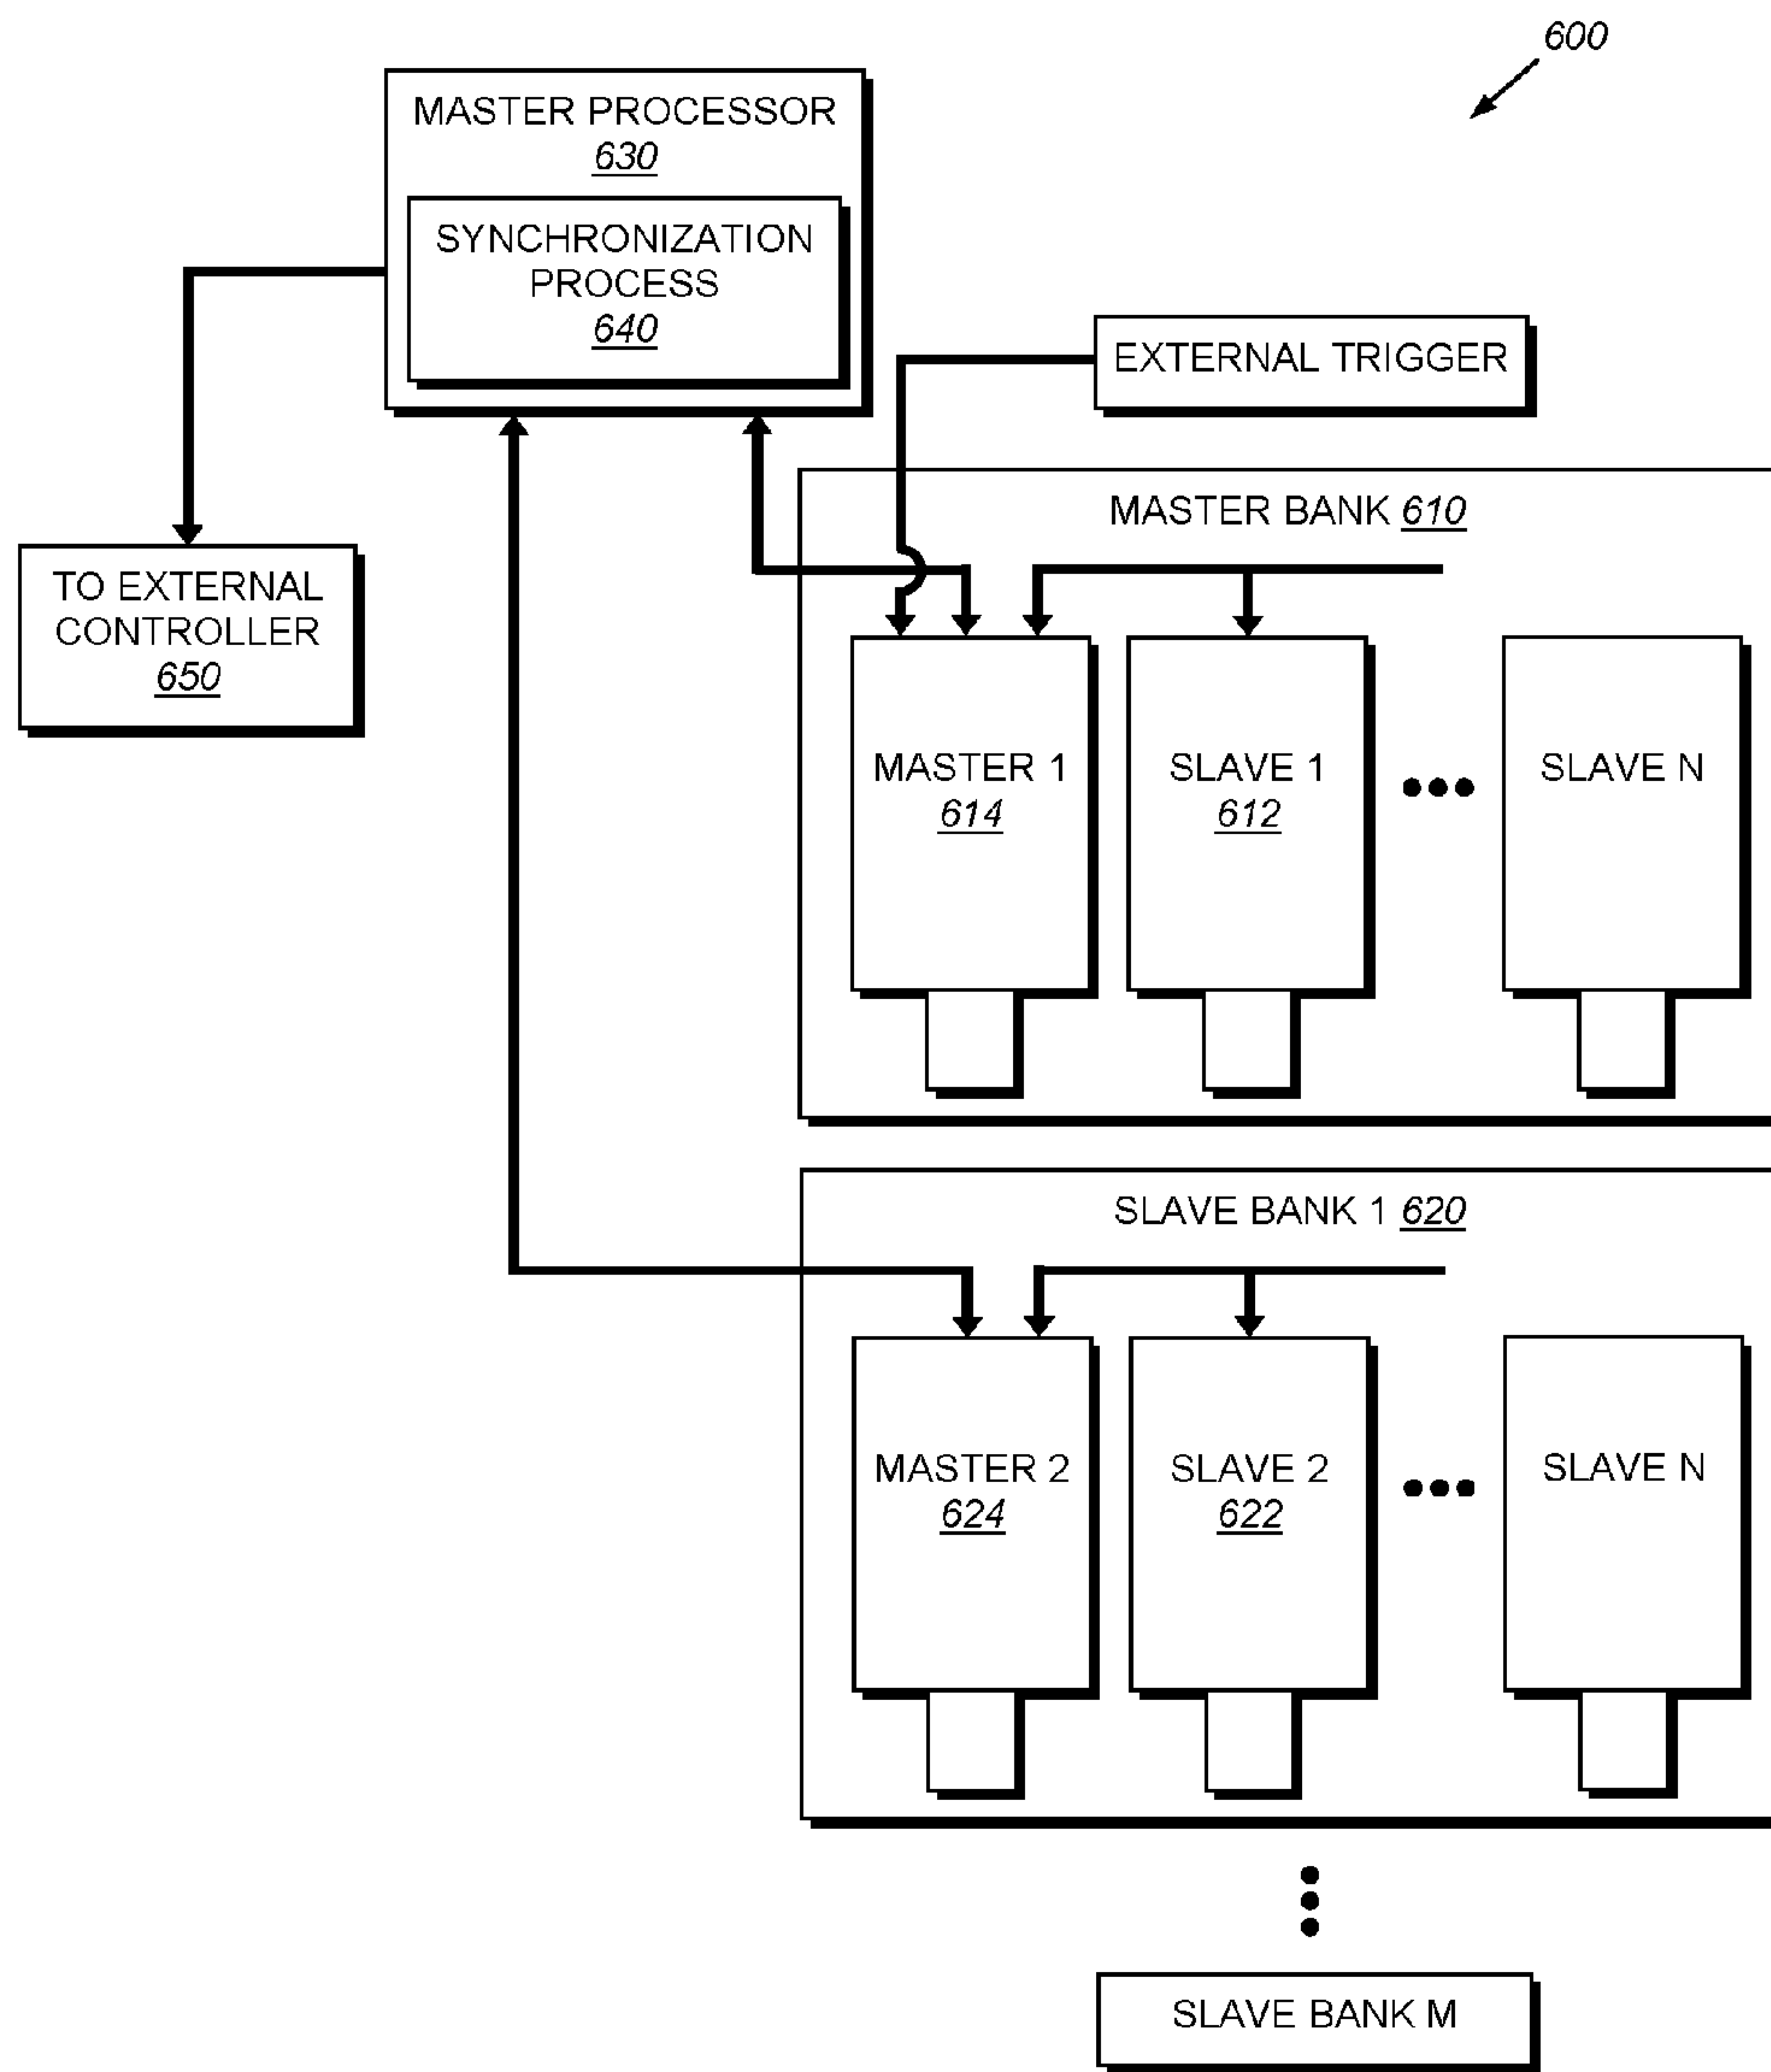 600
MASTER PROCESSOR
630
SYNCHRONIZATION
PROCESS
640
EXTERNAL TRIGGER
MASTER BANK 610
TO EXTERNAL
CONTROLLER
650
MASTER 1
614
SLAVE 1
612
SLAVE N
SLAVE BANK 1 620
MASTER 2
624
SLAVE 2
622
SLAVE N
SLAVE BANK M